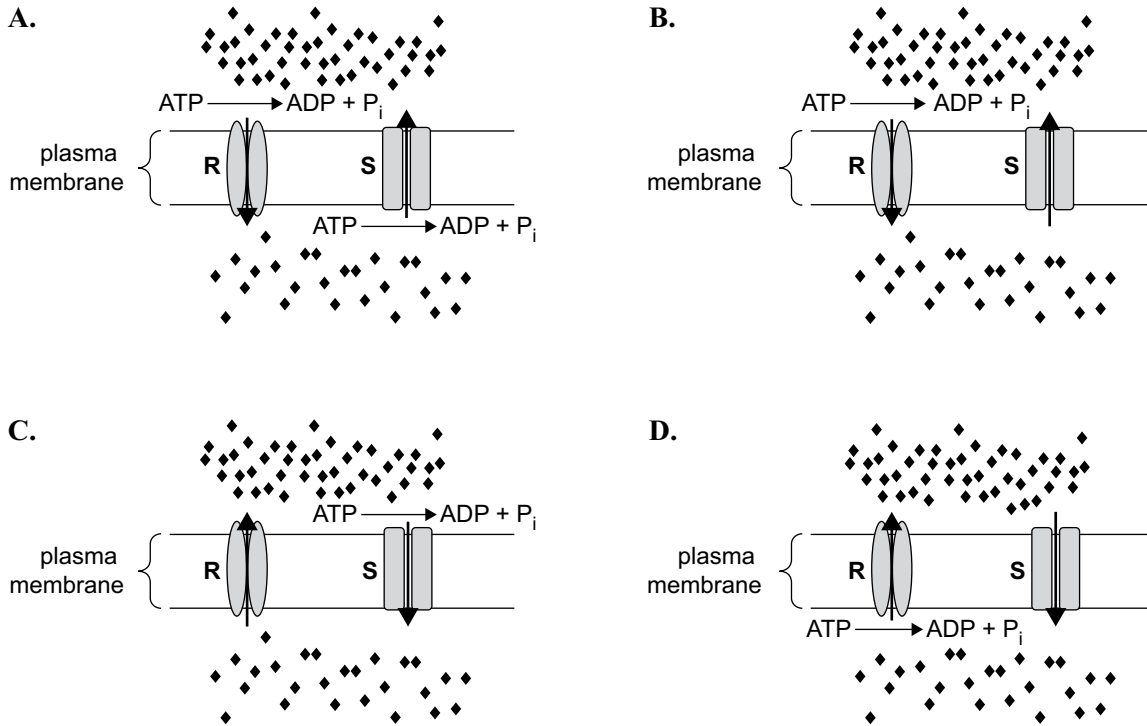 A.
ATP ADP + Pi
plasma
membrane
R
S
ATP ADP + Pi
B.
ATP ADP + Pi
plasma
membrane
R
S
C.
ATP ADP + Pi
plasma
membrane
R
S
D.
plasma
membrane
R
S
ATP ADP + Pi